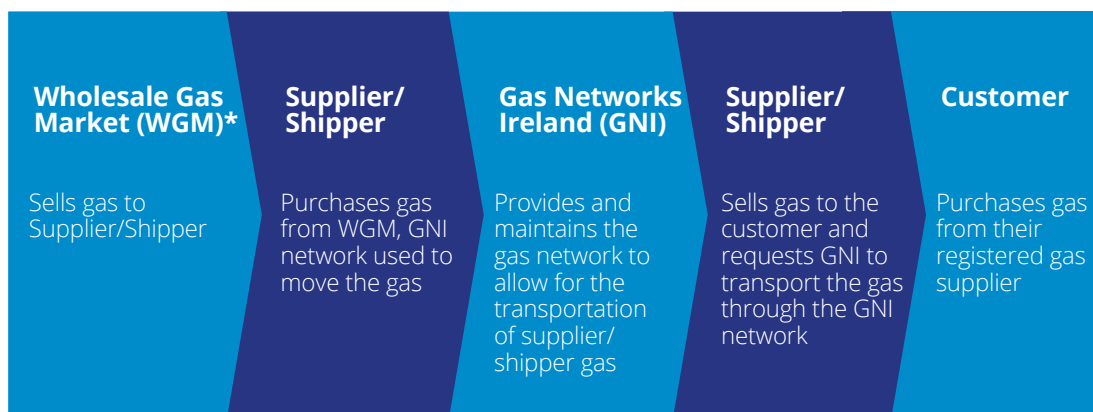 Wholesale Gas
Market (WGM)*
Sells gas to
Supplier/Shipper
Supplier/
Shipper
Purchases gas
from WGM, GNI
network used to
move the gas
Gas Networks
Ireland (GNI)
Provides and
maintains the
gas network to
allow for the
transportation
of supplier/
shipper gas
Supplier/
Shipper
Sells gas to the
customer and
requests GNI to
transport the gas
through the GNI
network
Customer
Purchases gas
from their
registered gas
supplier